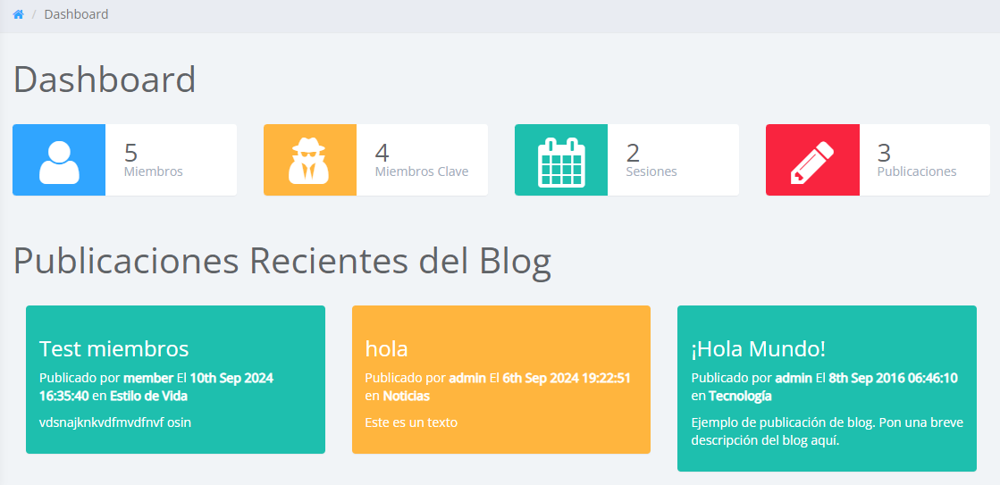 / Dashboard
Dashboard
5
Miembros
4
Miembros Clave
2
Sesiones
3
Publicaciones
Publicaciones Recientes del Blog
Test miembros
Publicado por member El 10th Sep 2024
16:35:40 en Estilo de Vida
vdsnajknkvdfmvdfnvf osin
hola
Publicado por admin El 6th Sep 2024 19:22:51
en Noticias
Este es un texto
¡Hola Mundo!
Publicado por admin El 8th Sep 2016 06:46:10
en Tecnología
Ejemplo de publicación de blog. Pon una breve
descripción del blog aquí.